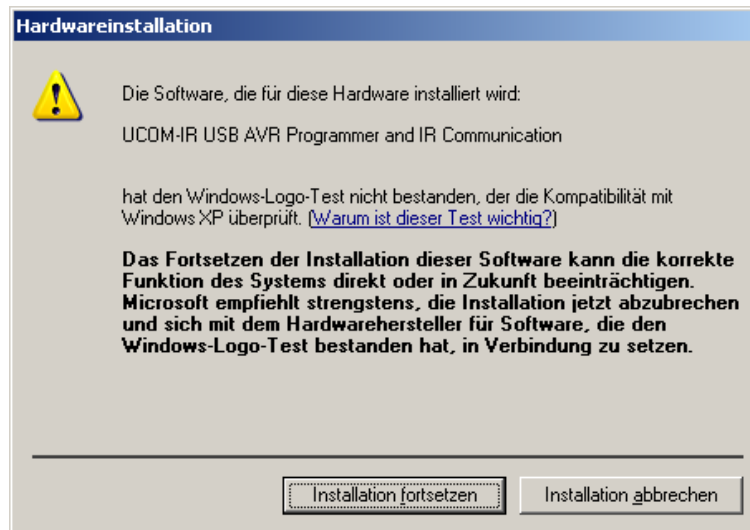 Hardwareinstallation
Die Software, die für diese Hardware installiert wird:
UCOM-IR USB AVR Programmer and IR Communication
hat den Windows-Logo-Test nicht bestanden, der die Kompatibilität mit
Windows XP überprüft. (Warum ist dieser Test wichtig?)
Das Fortsetzen der Installation dieser Software kann die korrekte
Funktion des Systems direkt oder in Zukunft beeinträchtigen.
Microsoft empfiehlt strengstens, die Installation jetzt abzubrechen
und sich mit dem Hardwarehersteller für Software, die den
Windows-Logo-Test bestanden hat, in Verbindung zu setzen.
Installation fortsetzen Installation abbrechen